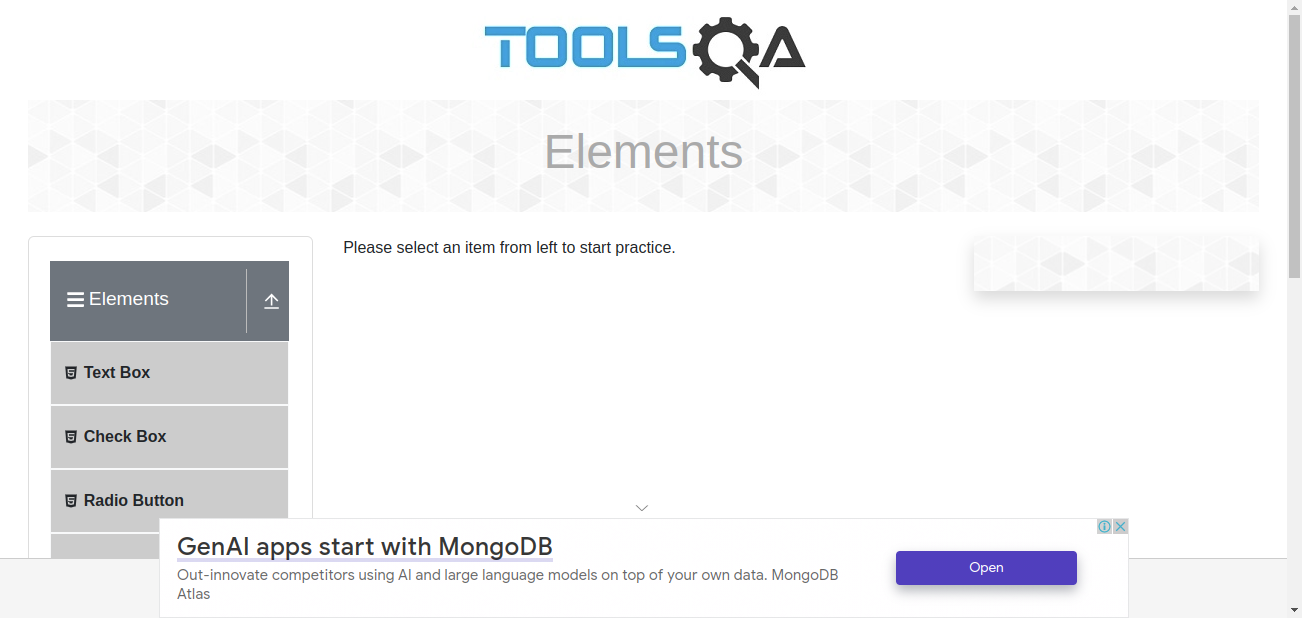 TOOLSQA
Elements
Please select an item from left to start practice.
Elements
Text Box
Check Box
Radio Button
GenAI apps start with MongoDB
Out-innovate competitors using AI and large language models on top of your own data. MongoDB
Atlas
Open